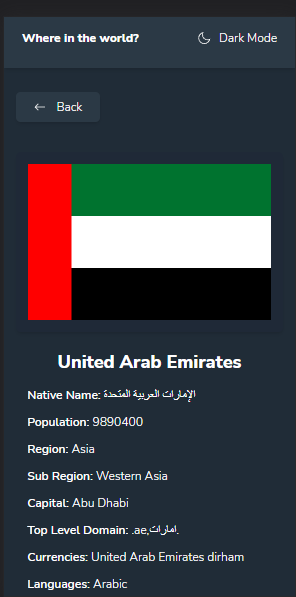 Where in the world?
Dark Mode
Back
United Arab Emirates
Native Name: الإمارات العربية المتحدة
Population: 9890400
Region: Asia
Sub Region: Western Asia
Capital: Abu Dhabi
Top Level Domain: .ae,امارات.
Currencies: United Arab Emirates dirham
Languages: Arabic